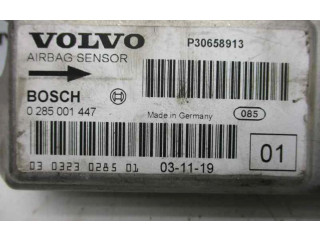 VOLVO
P30658913
AIRBAG SENSOR
BOSCH
0 285 001 447
Made in Germany
085
03 0323 0285 01
03-11-19
01